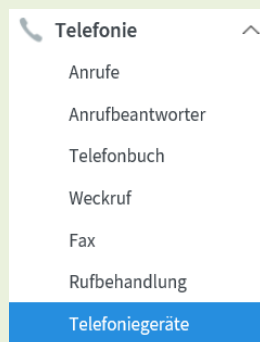 Telefonie
Anrufe
Anrufbeantworter
Telefonbuch
Weckruf
Fax
Rufbehandlung
Telefoniegeräte